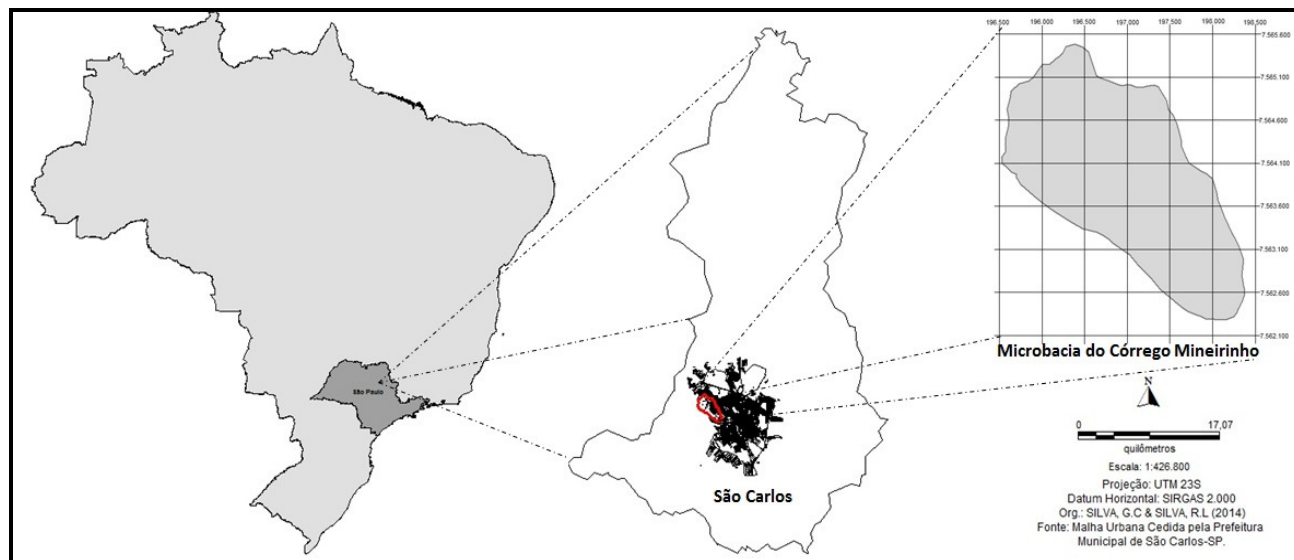 196.500 196.000 196.500 197.000 197.500 198.000 198.500
7.565.600
7.565.100
7.564.600
7.564.100
7.563.600
7.563.100
7.562.600
7.562.100
São Paulo
São Carlos
Microbacia do Córrego Mineirinho
N
0 17,07
quilômetros
Escala: 1:426.800
Projeção: UTM 23S
Datum Horizontal: SIRGAS 2.000
Org.: SILVA, G.C & SILVA, R.L (2014)
Fonte: Malha Urbana Cedida pela Prefeitura
Municipal de São Carlos-SP.